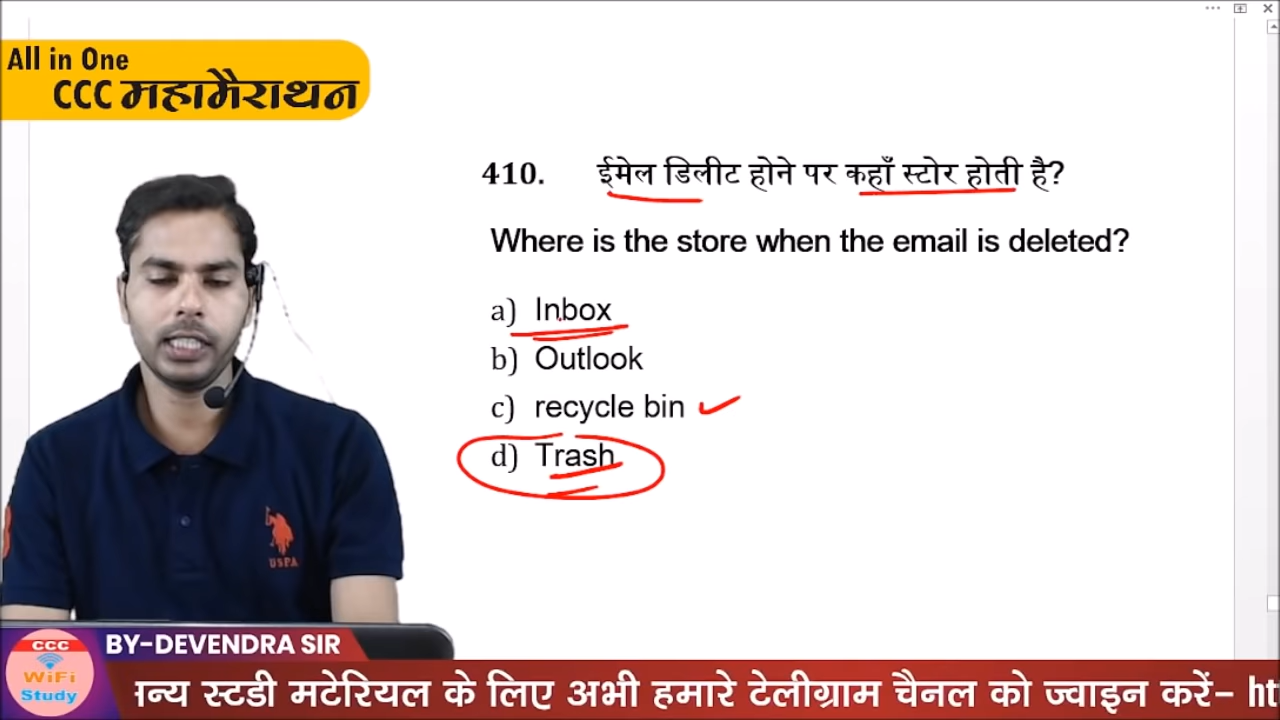 All in One
CCC महामैराथन
410. ईमेल डिलीट होने पर कहाँ स्टोर होती है?
Where is the store when the email is deleted?
a) Inbox
b) Outlook
c) recycle bin
d) Trash
USPA
CCC
WiFi
Study
BY-DEVENDRA SIR
स्टडी मटेरियल के लिए अभी हमारे टेलीग्राम चैनल को ज्वाइन करें-